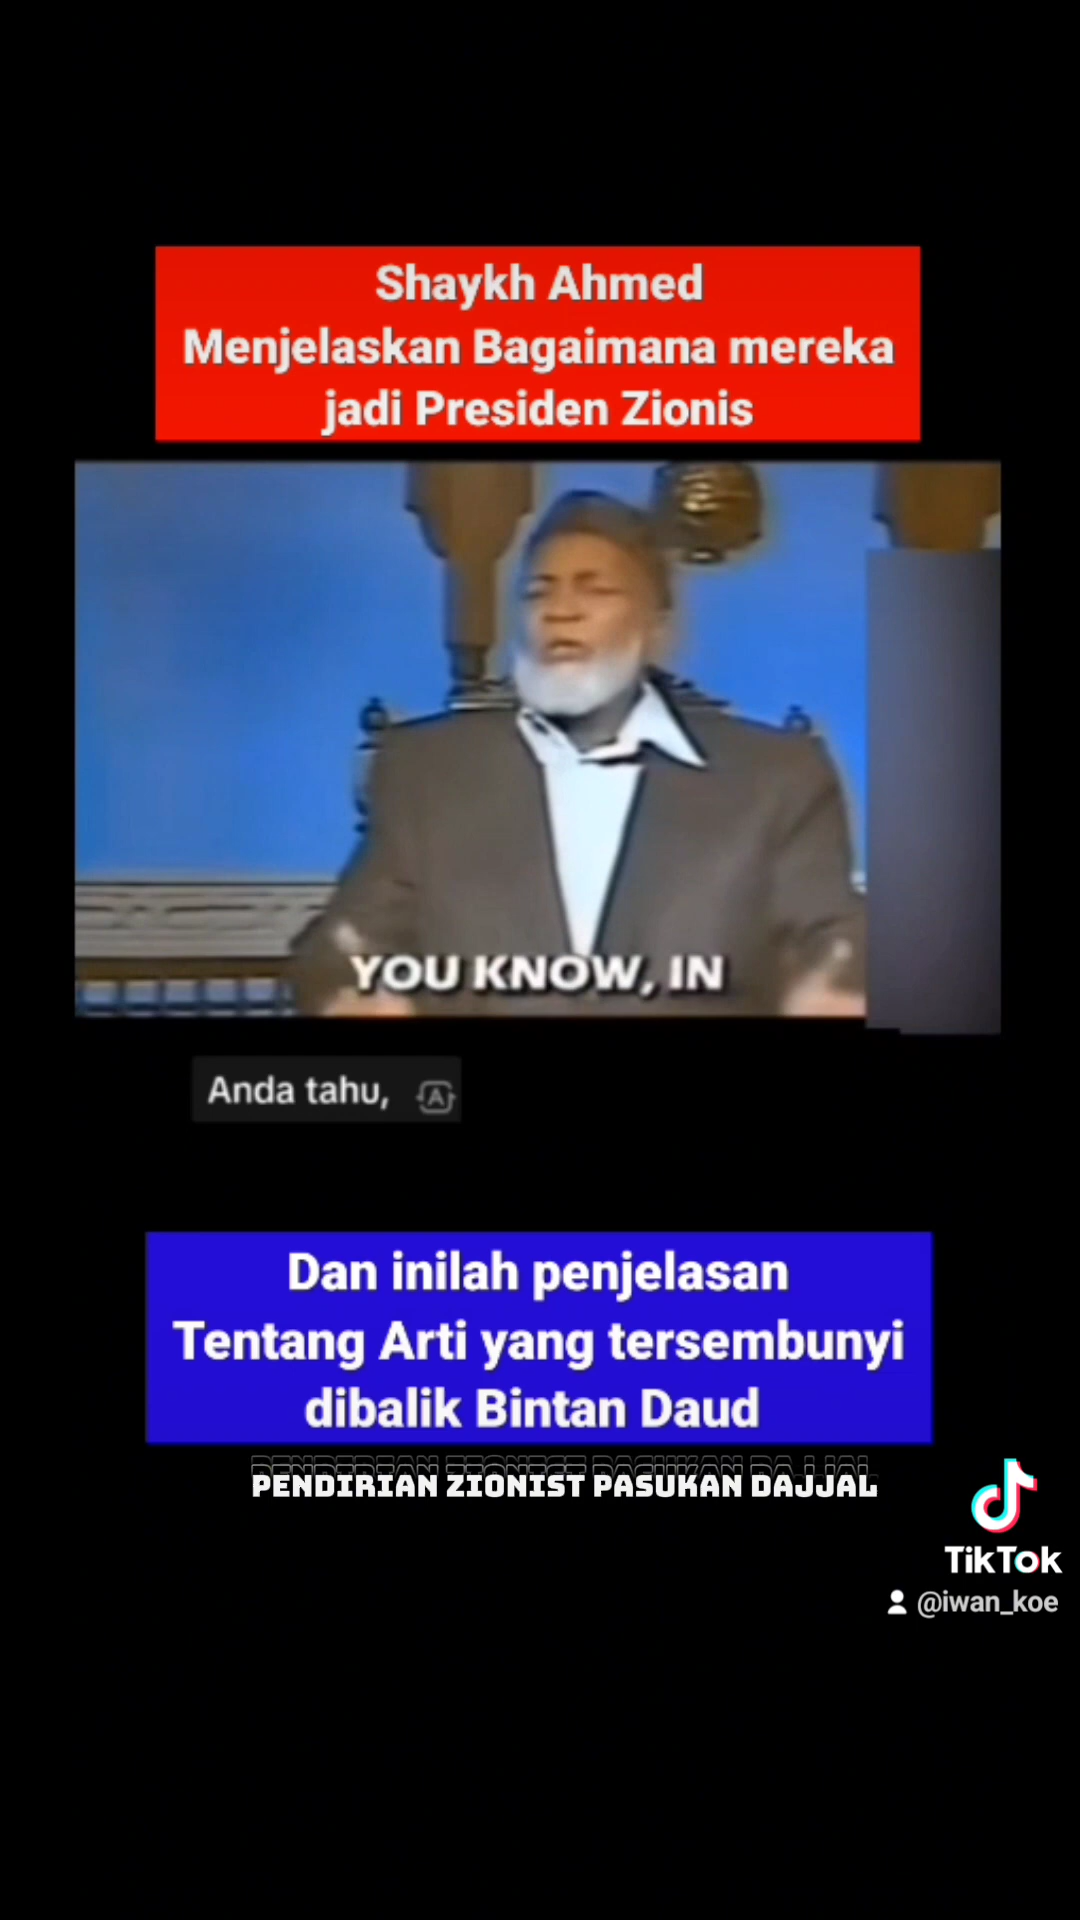 Shaykh Ahmed
Menjelaskan Bagaimana mereka
jadi Presiden Zionis
YOU KNOW, IN
Anda tahu,
Dan inilah penjelasan
Tentang Arti yang tersembunyi
dibalik Bintan Daud
PENDIRIAN ZIONIST PASUKAN DAJJAL
TikTok
@iwan_koe